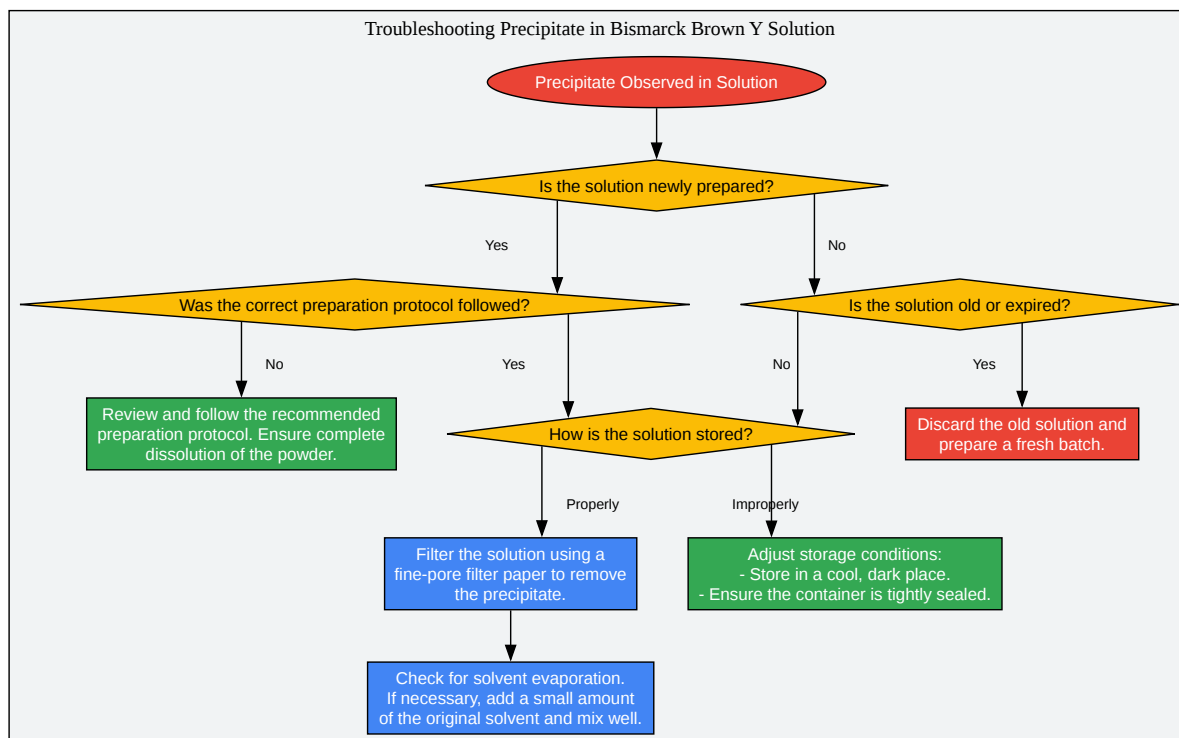 Troubleshooting Precipitate in Bismarck Brown Y Solution
Precipitate Observed in Solution
Is the solution newly prepared?
Yes
No
Was the correct preparation protocol followed?
Is the solution old or expired?
No
Yes
No
Yes
Review and follow the recommended
preparation protocol. Ensure complete
dissolution of the powder.
How is the solution stored?
Discard the old solution and
prepare a fresh batch.
Properly
Improperly
Filter the solution using a
fine-pore filter paper to remove
the precipitate.
Adjust storage conditions:
- Store in a cool, dark place.
- Ensure the container is tightly sealed.
Check for solvent evaporation.
If necessary, add a small amount
of the original solvent and mix well.